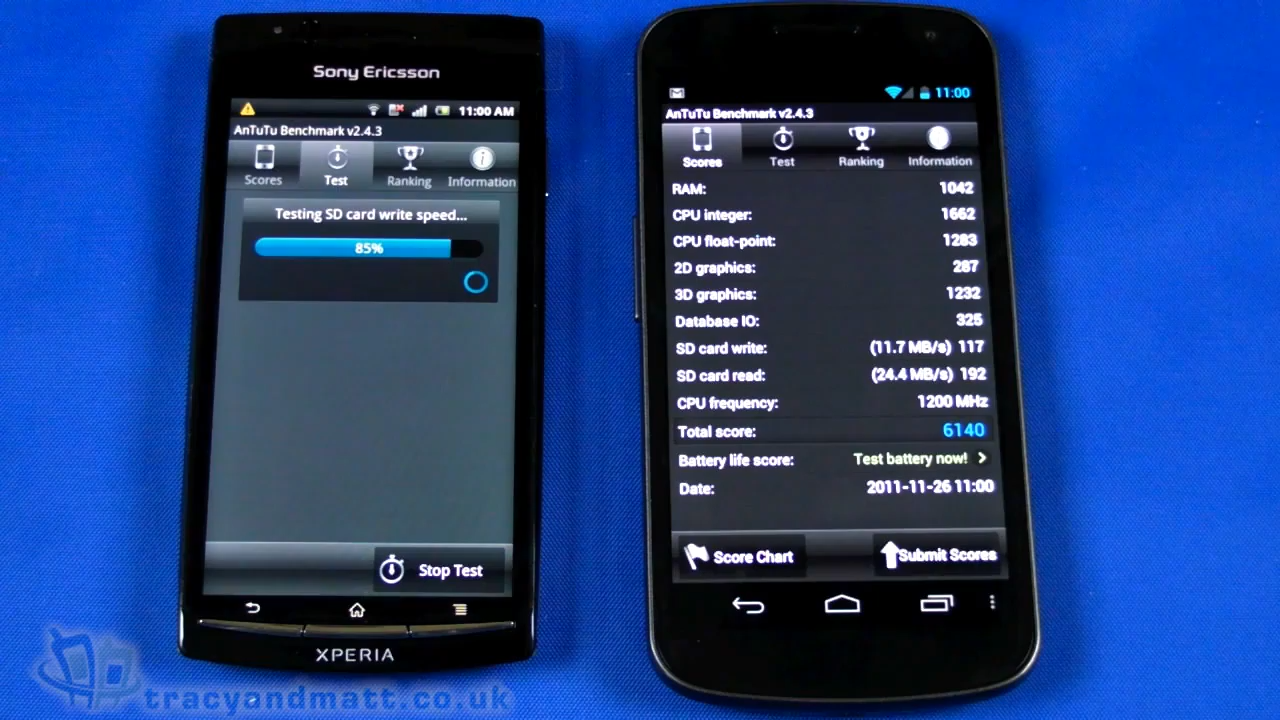 Sony Ericsson
11:00 AM
AnTuTu Benchmark v2.4.3
Scores Test Ranking Information
Testing SD card write speed...
85%
Stop Test
XPERIA
11:00
AnTuTu Benchmark v2.4.3
Scores Test Ranking Information
RAM: 1042
CPU integer: 1662
CPU float-point: 1283
2D graphics: 287
3D graphics: 1232
Database IO: 325
SD card write: (11.7 MB/s) 117
SD card read: (24.4 MB/s) 192
CPU frequency: 1200 MHz
Total score: 6140
Battery life score: Test battery now!
Date: 2011-11-26 11:00
Score Chart Submit Scores
tracyandmatt.co.uk